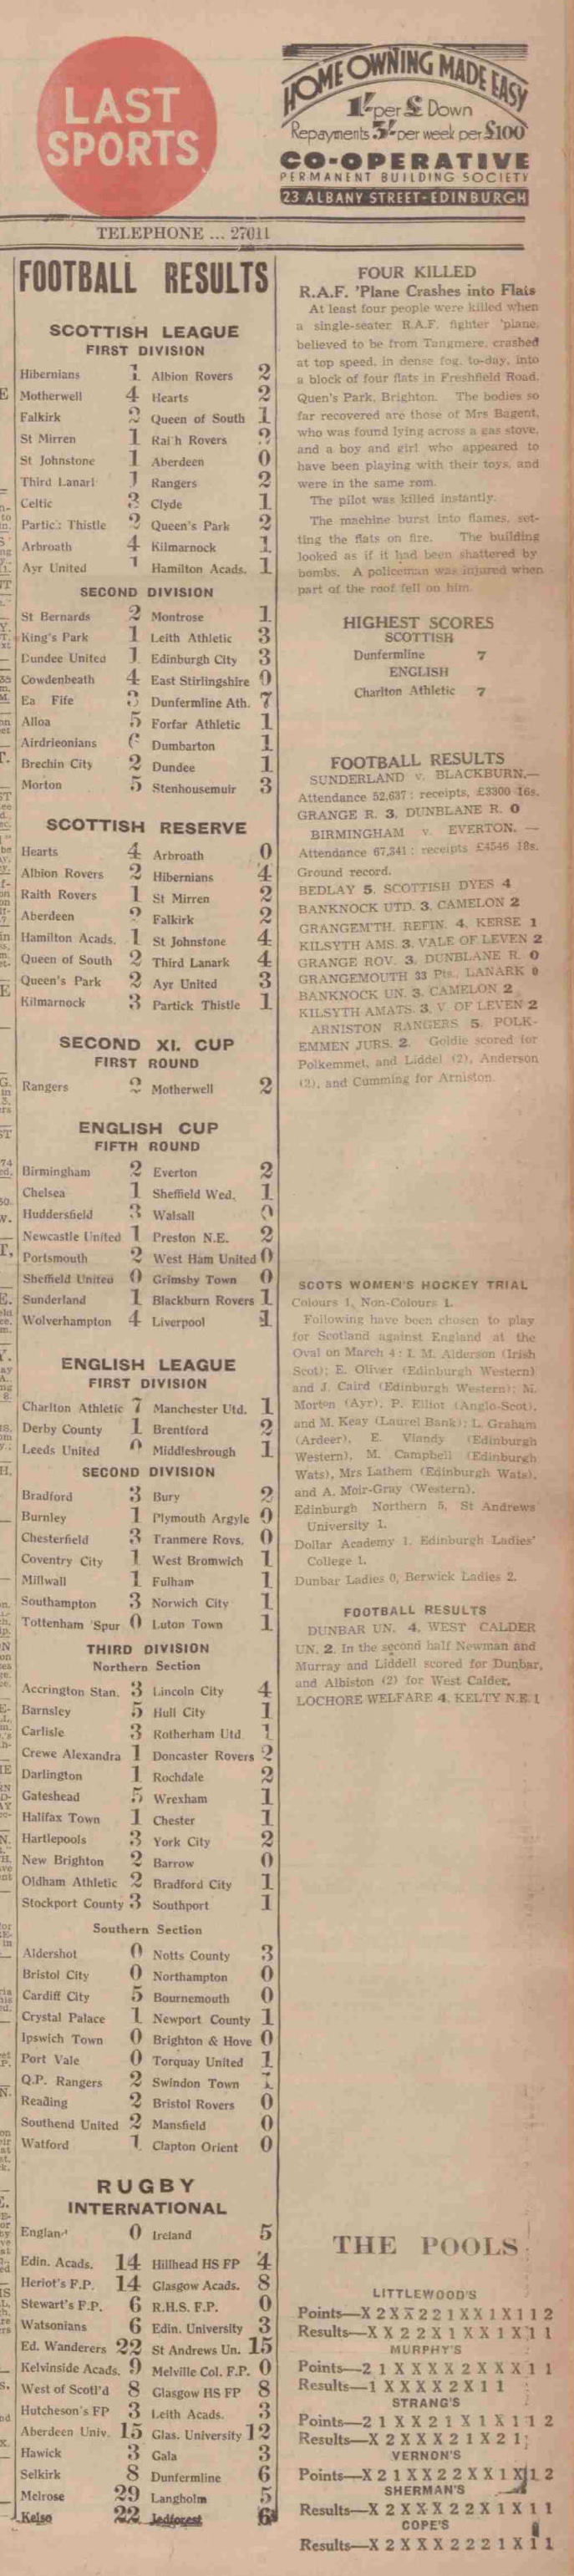 LAST
SPORTS
HOME OWNING MADE EASY
1/- per £ Down
Repayments 5/- per week per £100
CO-OPERATIVE
PERMANENT BUILDING SOCIETY
23 ALBANY STREET-EDINBURGH
TELEPHONE ... 27011
FOOTBALL RESULTS
SCOTTISH LEAGUE
FIRST DIVISION
Hibernians 1 Albion Rovers 2
Motherwell 4 Hearts 2
Falkirk 2 Queen of South 1
St Mirren 1 Raith Rovers
St Johnstone 1 Aberdeen 0
Third Lanark 1 Rangers 2
Celtic 3 Clyde 1
Partick Thistle 2 Queen's Park 2
Arbroath 4 Kilmarnock 1
Ayr United 1 Hamilton Acads. 1
SECOND DIVISION
St Bernards 2 Montrose 1
King's Park 1 Leith Athletic 3
Dundee United 1 Edinburgh City 3
Cowdenbeath 4 East Stirlingshire 0
Ea Fife 3 Dunfermline Ath. 7
Alloa 5 Forfar Athletic 1
Airdrieonians 6 Dumbarton 1
Brechin City 2 Dundee 1
Morton 5 Stenhousemuir 3
SCOTTISH RESERVE
Hearts 4 Arbroath 0
Albion Rovers 2 Hibernians 4
Raith Rovers 1 St Mirren 2
Aberdeen 2 Falkirk 2
Hamilton Acads. 1 St Johnstone 4
Queen of South 2 Third Lanark 4
Queen's Park 2 Ayr United 3
Kilmarnock 3 Partick Thistle 1
SECOND XI. CUP
FIRST ROUND
Rangers 2 Motherwell 2
ENGLISH CUP
FIFTH ROUND
Birmingham 2 Everton 2
Chelsea 1 Sheffield Wed. 1
Huddersfield 3 Walsall 0
Newcastle United 1 Preston N.E. 2
Portsmouth 2 West Ham United 0
Sheffield United 0 Grimsby Town 0
Sunderland 1 Blackburn Rovers 1
Wolverhampton 4 Liverpool 1
ENGLISH LEAGUE
FIRST DIVISION
Charlton Athletic 7 Manchester Utd. 1
Derby County 1 Brentford 2
Leeds United 0 Middlesbrough 1
SECOND DIVISION
Bradford 3 Bury 2
Burnley 1 Plymouth Argyle 0
Chesterfield 3 Tranmere Rovs. 0
Coventry City 1 West Bromwich 1
Millwall 1 Fulham 1
Southampton 3 Norwich City 1
Tottenham 'Spur 0 Luton Town 1
THIRD DIVISION
Northern Section
Accrington Stan. 3 Lincoln City 4
Barnsley 5 Hull City 1
Carlisle 3 Rotherham Utd 1
Crewe Alexandra 1 Doncaster Rovers 2
Darlington 1 Rochdale 2
Gateshead 5 Wrexham 1
Halifax Town 1 Chester 1
Hartlepools 3 York City 2
New Brighton 2 Barrow 0
Oldham Athletic 2 Bradford City 1
Stockport County 3 Southport 1
Southern Section
Aldershot 0 Notts County 3
Bristol City 0 Northampton 0
Cardiff City 5 Bournemouth 0
Crystal Palace 1 Newport County 1
Ipswich Town 0 Brighton & Hove 0
Port Vale 0 Torquay United 1
Q.P. Rangers 2 Swindon Town 1
Reading 2 Bristol Rovers 0
Southend United 2 Mansfield 0
Watford 1 Clapton Orient 0
RUGBY
INTERNATIONAL
England 0 Ireland 5
Edin. Acads. 14 Hillhead HS FP 4
Heriot's F.P. 14 Glasgow Acads. 8
Stewart's F.P. 6 R.H.S. F.P. 0
Watsonians 6 Edin. University 3
Ed. Wanderers 22 St Andrews Un. 15
Kelvinside Acads. 9 Melville Col. F.P. 0
West of Scotl'd 8 Glasgow HS FP 8
Hutcheson's FP 3 Leith Acads. 3
Aberdeen Univ. 15 Glas. University 12
Hawick 3 Gala 3
Selkirk 8 Dunfermline 6
Melrose 29 Langholm 5
Kelso 22 Jedforest 6
FOUR KILLED
R.A.F. 'Plane Crashes into Flats
At least four people were killed when
a single-seater R.A.F. fighter 'plane,
believed to be from Tangmere, crashed
at top speed, in dense fog, to-day, into
a block of four flats in Freshfield Road,
Quen's Park, Brighton. The bodies so
far recovered are those of Mrs Bagent,
who was found lying across a gas stove,
and a boy and girl who appeared to
have been playing with their toys, and
were in the same rom.
The pilot was killed instantly.
The machine burst into flames, set-
ting the flats on fire. The building
looked as if it had been shattered by
bombs. A policeman was injured when
part of the roof fell on him.
HIGHEST SCORES
SCOTTISH
Dunfermline 7
ENGLISH
Charlton Athletic 7
FOOTBALL RESULTS
SUNDERLAND v. BLACKBURN.—
Attendance 52,637: receipts, £3300 16s.
GRANGE R. 3, DUNBLANE R. 0
BIRMINGHAM v. EVERTON. —
Attendance 67,341: receipts £4546 18s.
Ground record.
BEDLAY 5, SCOTTISH DYES 4
BANKNOCK UTD. 3, CAMELON 2
GRANGEM'TH. REFIN. 4, KERSE 1
KILSYTH AMS. 3, VALE OF LEVEN 2
GRANGE ROV. 3, DUNBLANE R. 0
GRANGEMOUTH 33 Pts., LANARK 0
BANKNOCK UN. 3, CAMELON 2
KILSYTH AMATS. 3, V. OF LEVEN 2
ARNISTON RANGERS 5, POLK-
EMMEN JURS. 2. Goldie scored for
Polkemmet, and Liddel (2), Anderson
(2), and Cumming for Arniston.
SCOTS WOMEN'S HOCKEY TRIAL
Colours 1, Non-Colours 1.
Following have been chosen to play
for Scotland against England at the
Oval on March 4: I. M. Alderson (Irish
Scot); E. Oliver (Edinburgh Western)
and J. Caird (Edinburgh Western); M.
Morton (Ayr), P. Elliot (Anglo-Scot),
and M. Keay (Laurel Bank); L. Graham
(Ardeer), E. Viandy (Edinburgh
Western), M. Campbell (Edinburgh
Wats), Mrs Lathem (Edinburgh Wats),
and A. Moir-Gray (Western).
Edinburgh Northern 5, St Andrews
University 1.
Dollar Academy 1, Edinburgh Ladies'
College 1.
Dunbar Ladies 0, Berwick Ladies 2.
FOOTBALL RESULTS
DUNBAR UN. 4, WEST CALDER
UN. 2. In the second half Newman and
Murray and Liddell scored for Dunbar,
and Albiston (2) for West Calder.
LOCHORE WELFARE 4, KELTY N.E. 1
THE POOLS
LITTLEWOOD'S
Points—X 2 X X 2 2 1 X X 1 X 1 1 2
Results—X X 2 2 X 1 X X 1 X 1 1
MURPHY'S
Points—2 1 X X X X 2 X X X 1 1
Results—1 X X X X 2 X 1 1
STRANG'S
Points—2 1 X X 2 1 X 1 X 1 1 2
Results—X 2 X X X 2 1 X 2 1
VERNON'S
Points—X 2 1 X X 2 2 X X 1 X 1 2
SHERMAN'S
Results—X 2 X X X 2 2 X 1 X 1 1
COPE'S
Results—X 2 X X X 2 2 2 1 X 1 1